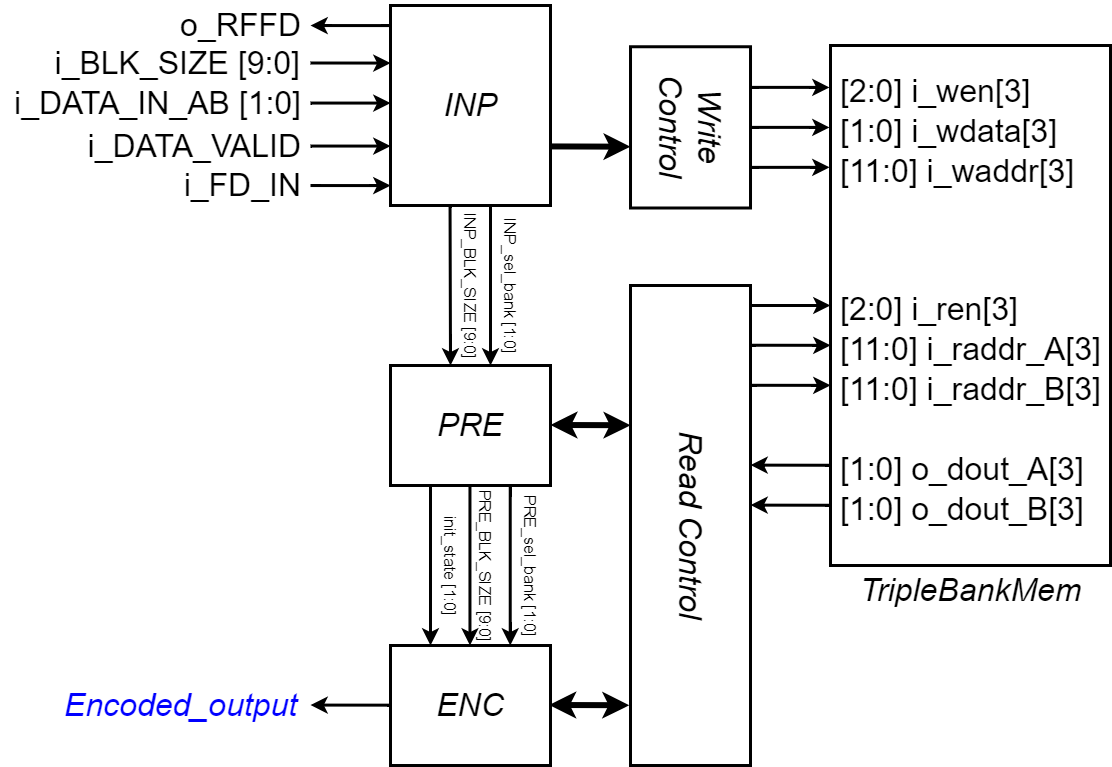 o_RFFD
i_BLK_SIZE [9:0]
i_DATA_IN_AB [1:0]
i_DATA_VALID
i_FD_IN
INP
Write
Control
[2:0] i_wen[3]
[1:0] i_wdata[3]
[11:0] i_waddr[3]
INP_BLK_SIZE [9:0]
INP_sel_bank [1:0]
[2:0] i_ren[3]
[11:0] i_raddr_A[3]
[11:0] i_raddr_B[3]
PRE
Read Control
[1:0] o_dout_A[3]
[1:0] o_dout_B[3]
TripleBankMem
init_state [1:0]
PRE_BLK_SIZE [9:0]
PRE_sel_bank [1:0]
Encoded_output
ENC